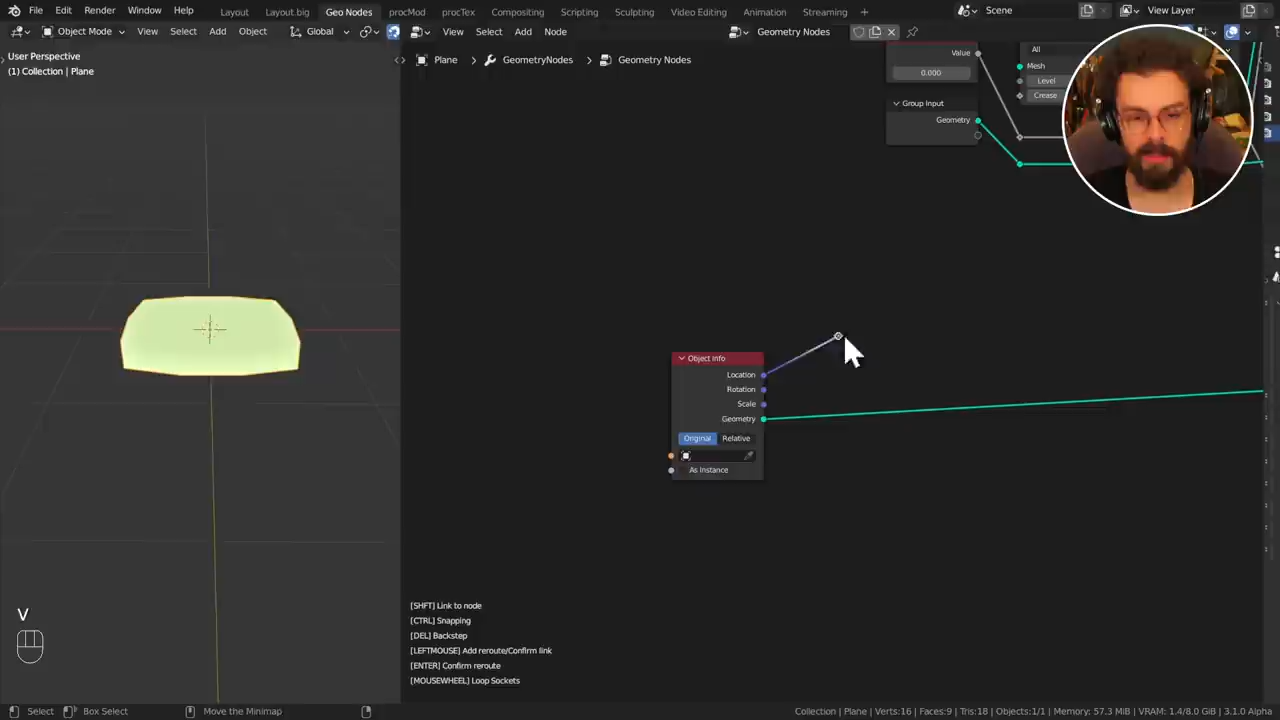 File Edit Render Window Help
Layout Layout.big Geo Nodes procMod procTex Compositing Scripting Sculpting Video Editing Animation Streaming +
Scene
View Layer
Object Mode View Select Add Object Global
View Select Add Node
Geometry Nodes
User Perspective
(1) Collection | Plane
Plane > GeometryNodes > Geometry Nodes
Value
0.000
All
Mesh
Level
Crease
Group Input
Geometry
Object Info
Location
Rotation
Scale
Geometry
Original Relative
As Instance
V
[SHFT] Link to node
[CTRL] Snapping
[DEL] Backstep
[LEFTMOUSE] Add reroute/Confirm link
[ENTER] Confirm reroute
[MOUSEWHEEL] Loop Sockets
Select Box Select Move the Minimap
Collection | Plane | Verts:16 | Faces:9 | Tris:18 | Objects:1/1 | Memory: 57.3 MiB | VRAM: 1.4/8.0 GiB | 3.1.0 Alpha